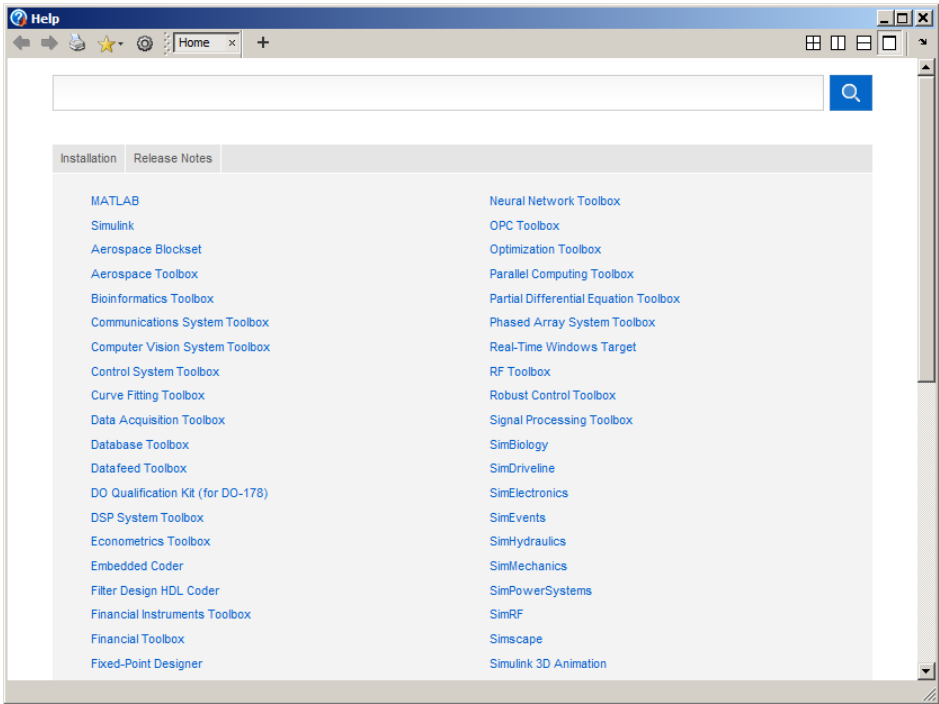 Help
Home
Installation Release Notes
MATLAB
Simulink
Aerospace Blockset
Aerospace Toolbox
Bioinformatics Toolbox
Communications System Toolbox
Computer Vision System Toolbox
Control System Toolbox
Curve Fitting Toolbox
Data Acquisition Toolbox
Database Toolbox
Datafeed Toolbox
DO Qualification Kit (for DO-178)
DSP System Toolbox
Econometrics Toolbox
Embedded Coder
Filter Design HDL Coder
Financial Instruments Toolbox
Financial Toolbox
Fixed-Point Designer
Neural Network Toolbox
OPC Toolbox
Optimization Toolbox
Parallel Computing Toolbox
Partial Differential Equation Toolbox
Phased Array System Toolbox
Real-Time Windows Target
RF Toolbox
Robust Control Toolbox
Signal Processing Toolbox
SimBiology
SimDriveline
SimElectronics
SimEvents
SimHydraulics
SimMechanics
SimPowerSystems
SimRF
Simscape
Simulink 3D Animation